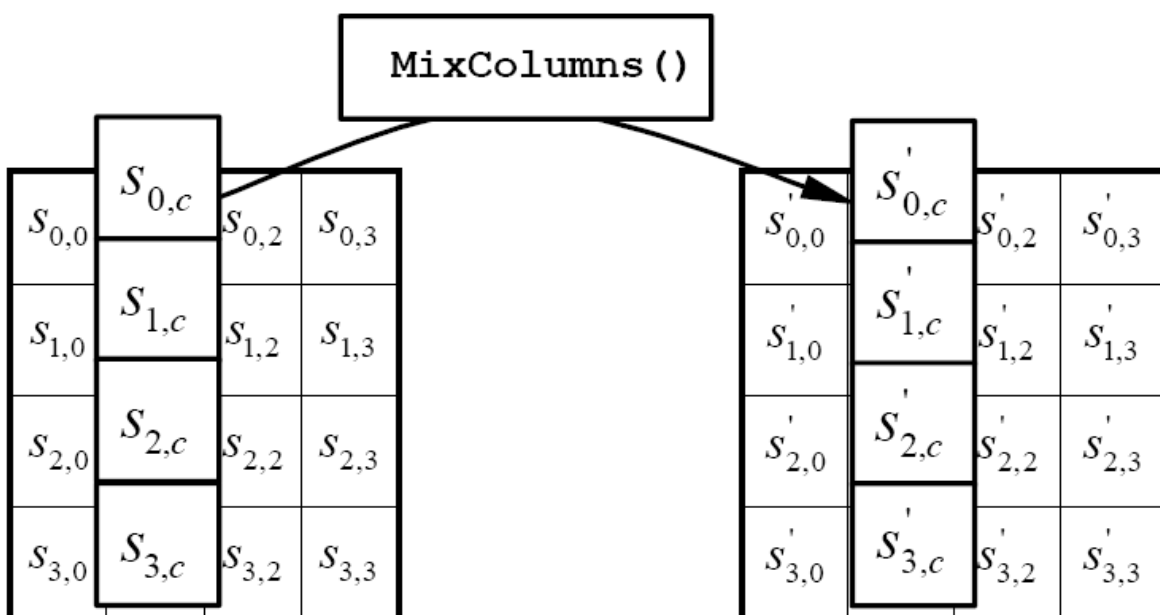 MixColumns()
s0,c s'0,c
s0,0 s0,2 s0,3 s'0,0 s'0,2 s'0,3
s1,c s'1,c
s1,0 s1,2 s1,3 s'1,0 s'1,2 s'1,3
s2,c s'2,c
s2,0 s2,2 s2,3 s'2,0 s'2,2 s'2,3
s3,c s'3,c
s3,0 s3,2 s3,3 s'3,0 s'3,2 s'3,3